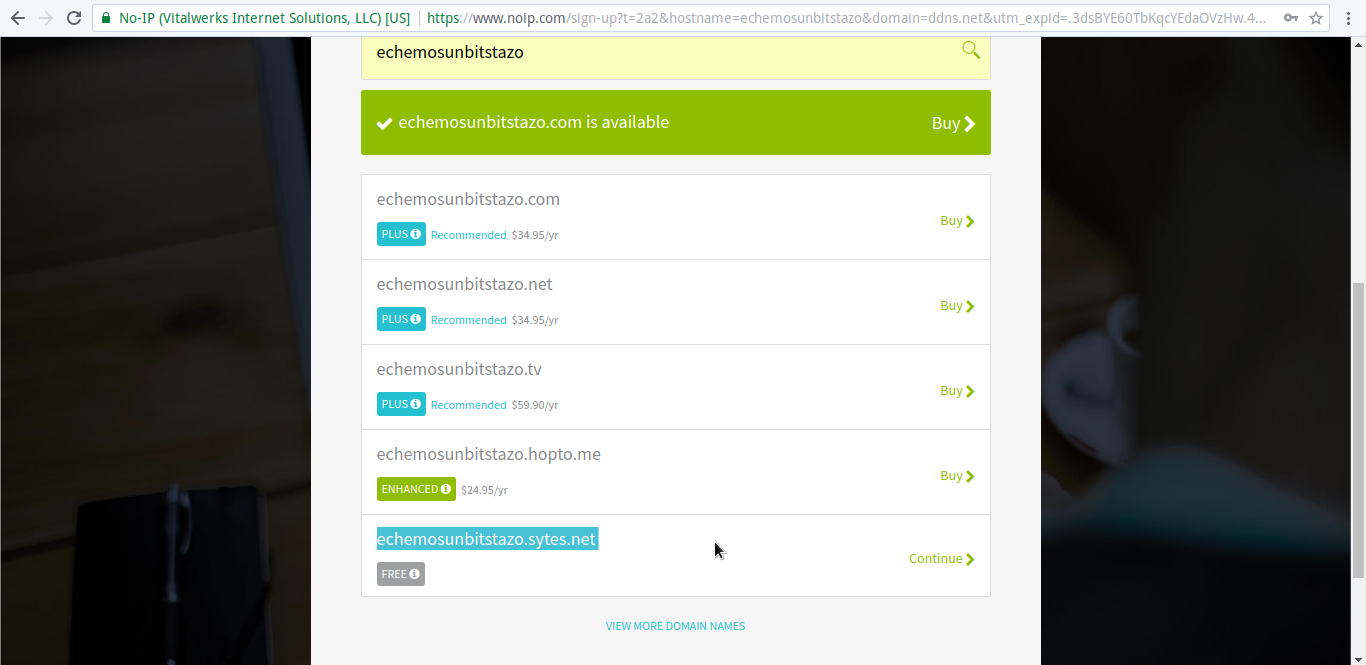 No-IP (Vitalwerks Internet Solutions, LLC) [US] https://www.noip.com/sign-up?t=2a2&hostname=echemosunbitstazo&domain=ddns.net&utm_expid=.3dsBYE60TbKqcYEdaOVzHw.4...
echemosunbitstazo
echemosunbitstazo.com is available Buy
echemosunbitstazo.com
PLUS Recommended $34.95/yr Buy
echemosunbitstazo.net
PLUS Recommended $34.95/yr Buy
echemosunbitstazo.tv
PLUS Recommended $59.90/yr Buy
echemosunbitstazo.hopto.me
ENHANCED $24.95/yr Buy
echemosunbitstazo.sytes.net
FREE Continue
VIEW MORE DOMAIN NAMES